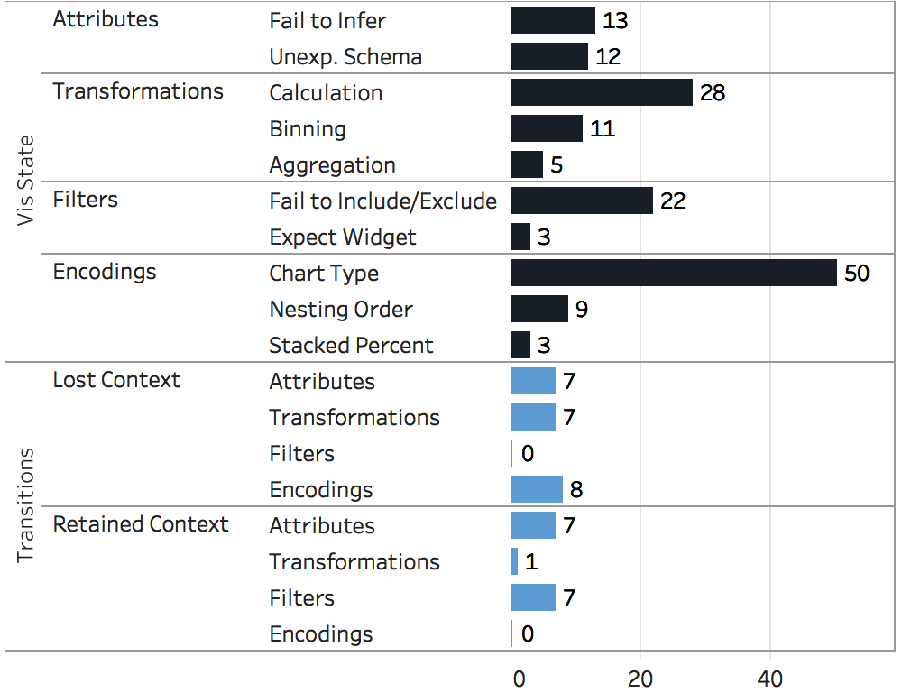 Vis State
Attributes Fail to Infer 13
Unexp. Schema 12
Transformations Calculation 28
Binning 11
Aggregation 5
Filters Fail to Include/Exclude 22
Expect Widget 3
Encodings Chart Type 50
Nesting Order 9
Stacked Percent 3
Transitions
Lost Context Attributes 7
Transformations 7
Filters 0
Encodings 8
Retained Context Attributes 7
Transformations 1
Filters 7
Encodings 0
0 20 40